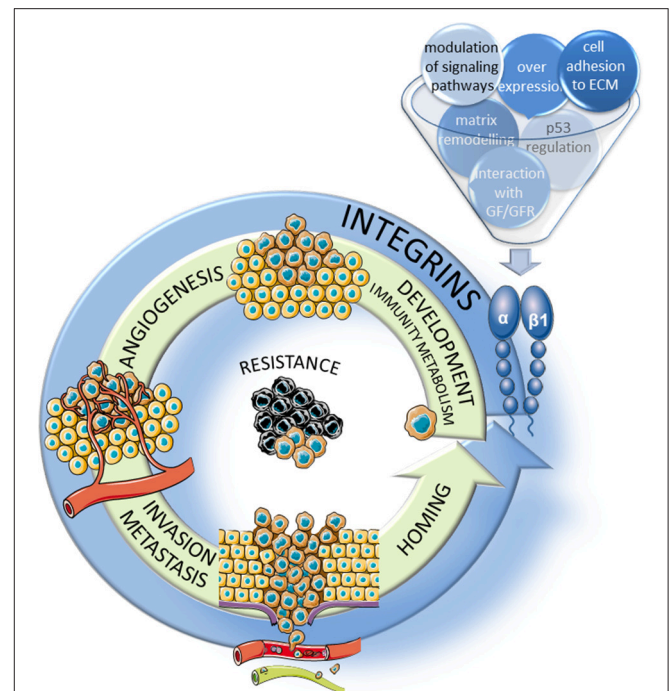 modulation
of signaling
pathways
over
expression
cell
adhesion
to ECM
matrix
remodelling
p53
regulation
interaction
with
GF/GFR
INTEGRINS
α β1
DEVELOPMENT
IMMUNITY METABOLISM
ANGIOGENESIS
RESISTANCE
INVASION
METASTASIS
HOMING